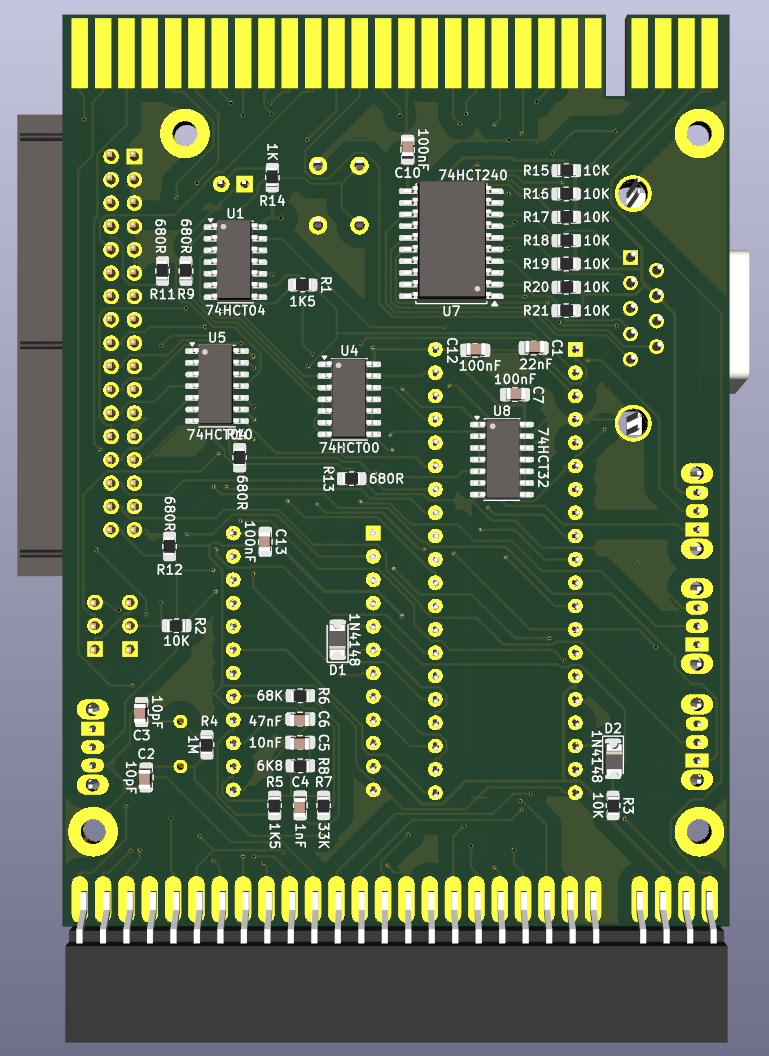 100nF
C10
1K
R14
74HCT240
R15 10K
R16 10K
R17 10K
R18 10K
R19 10K
R20 10K
R21 10K
U1
680R
680R
R11
R9
R1
1K5
74HCT04
U7
U5
U4
C12
100nF
C1
22nF
100nF
C7
U8
74HCT32
74HCT00
R13
680R
680R
680R
R12
100nF
C13
R2
10K
1N4148
D1
68K R6
47nF C6
10nF C5
6K8 R8
10pF
C3
R4
1M
C2
10pF
R5
1K5
C4
1nF
R7
33K
D2
1N4148
R3
10K